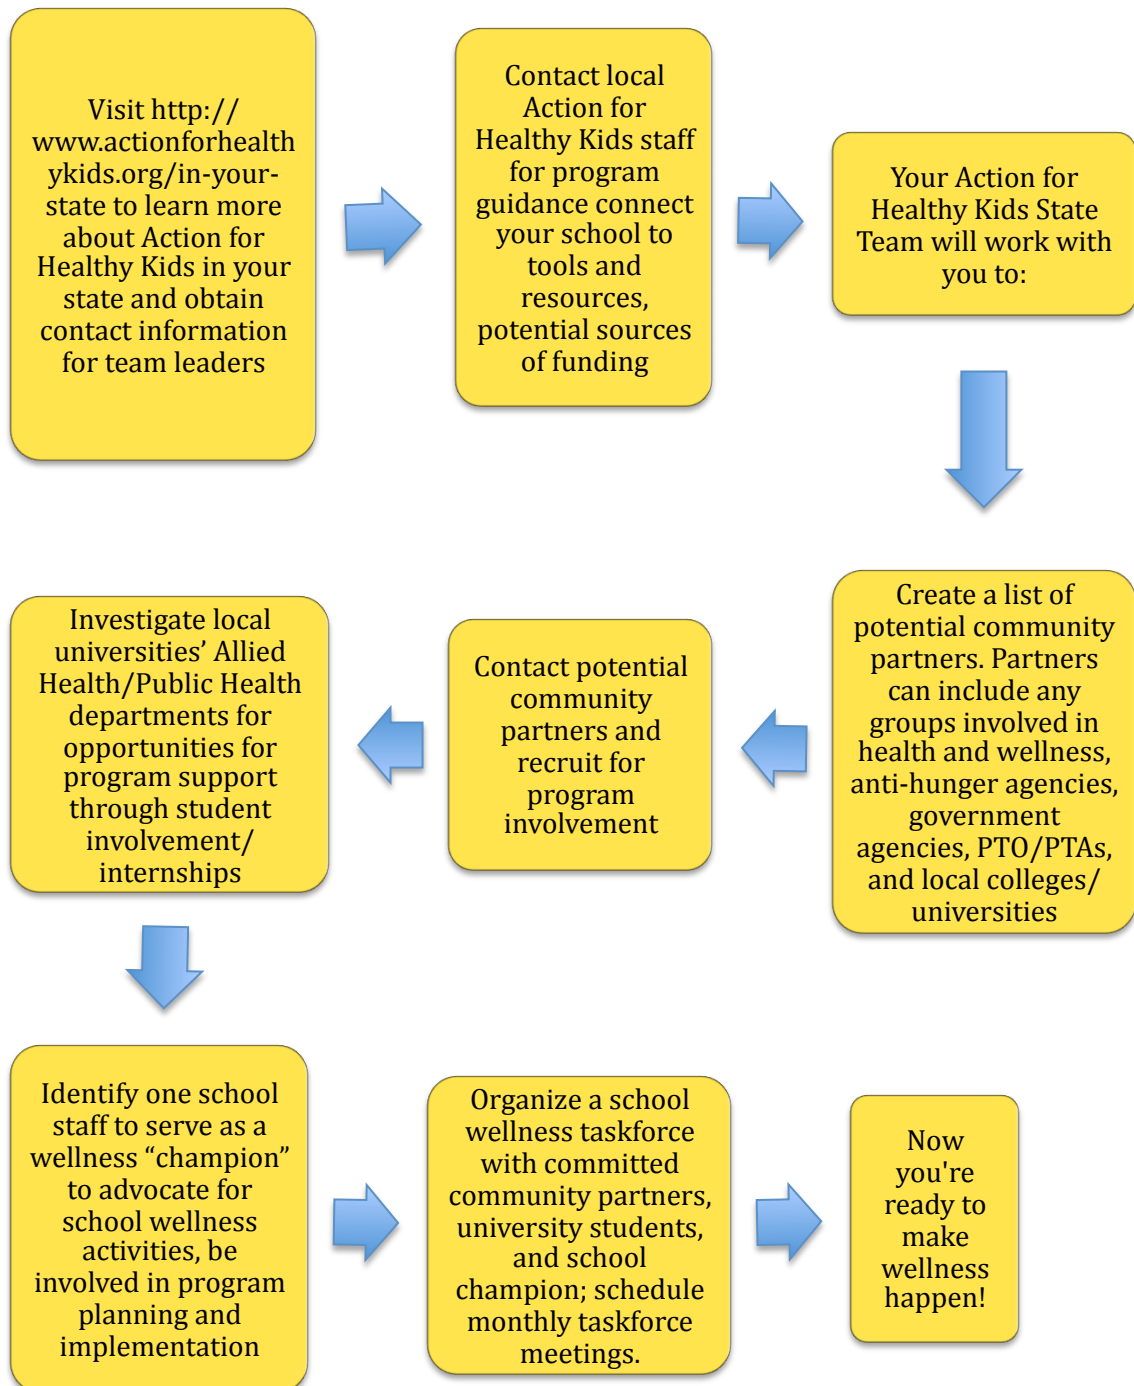 Visit http://
www.actionforhealth
ykids.org/in-your-
state to learn more
about Action for
Healthy Kids in your
state and obtain
contact information
for team leaders
Contact local
Action for
Healthy Kids staff
for program
guidance connect
your school to
tools and
resources,
potential sources
of funding
Your Action for
Healthy Kids State
Team will work with
you to:
Create a list of
potential community
partners. Partners
can include any
groups involved in
health and wellness,
anti-hunger agencies,
government
agencies, PTO/PTAs,
and local colleges/
universities
Contact potential
community
partners and
recruit for
program
involvement
Investigate local
universities’ Allied
Health/Public Health
departments for
opportunities for
program support
through student
involvement/
internships
Identify one school
staff to serve as a
wellness “champion”
to advocate for
school wellness
activities, be
involved in program
planning and
implementation
Organize a school
wellness taskforce
with committed
community partners,
university students,
and school
champion; schedule
monthly taskforce
meetings.
Now
you're
ready to
make
wellness
happen!